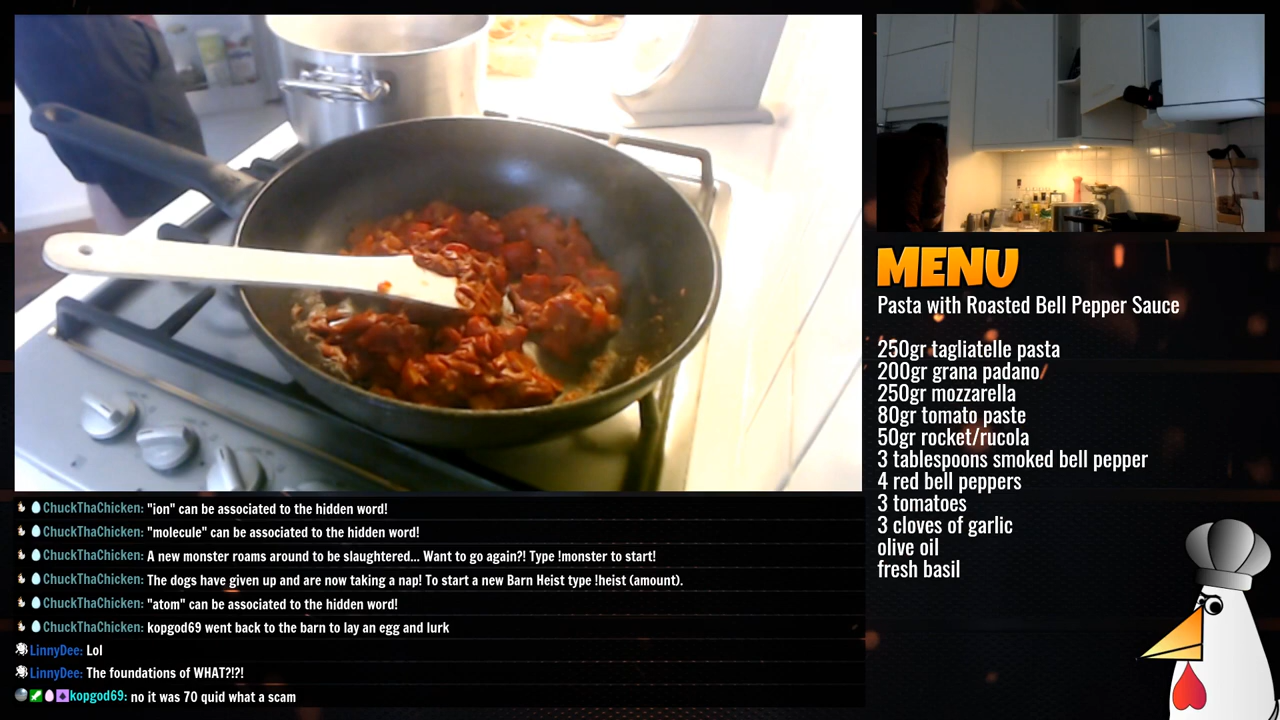 MENU
Pasta with Roasted Bell Pepper Sauce
250gr tagliatelle pasta
200gr grana padano
250gr mozzarella
80gr tomato paste
50gr rocket/rucola
3 tablespoons smoked bell pepper
4 red bell peppers
3 tomatoes
3 cloves of garlic
olive oil
fresh basil
ChuckThaChicken: "ion" can be associated to the hidden word!
ChuckThaChicken: "molecule" can be associated to the hidden word!
ChuckThaChicken: A new monster roams around to be slaughtered... Want to go again?! Type !monster to start!
ChuckThaChicken: The dogs have given up and are now taking a nap! To start a new Barn Heist type !heist (amount).
ChuckThaChicken: "atom" can be associated to the hidden word!
ChuckThaChicken: kopgod69 went back to the barn to lay an egg and lurk
LinnyDee: Lol
LinnyDee: The foundations of WHAT?!?!
kopgod69: no it was 70 quid what a scam